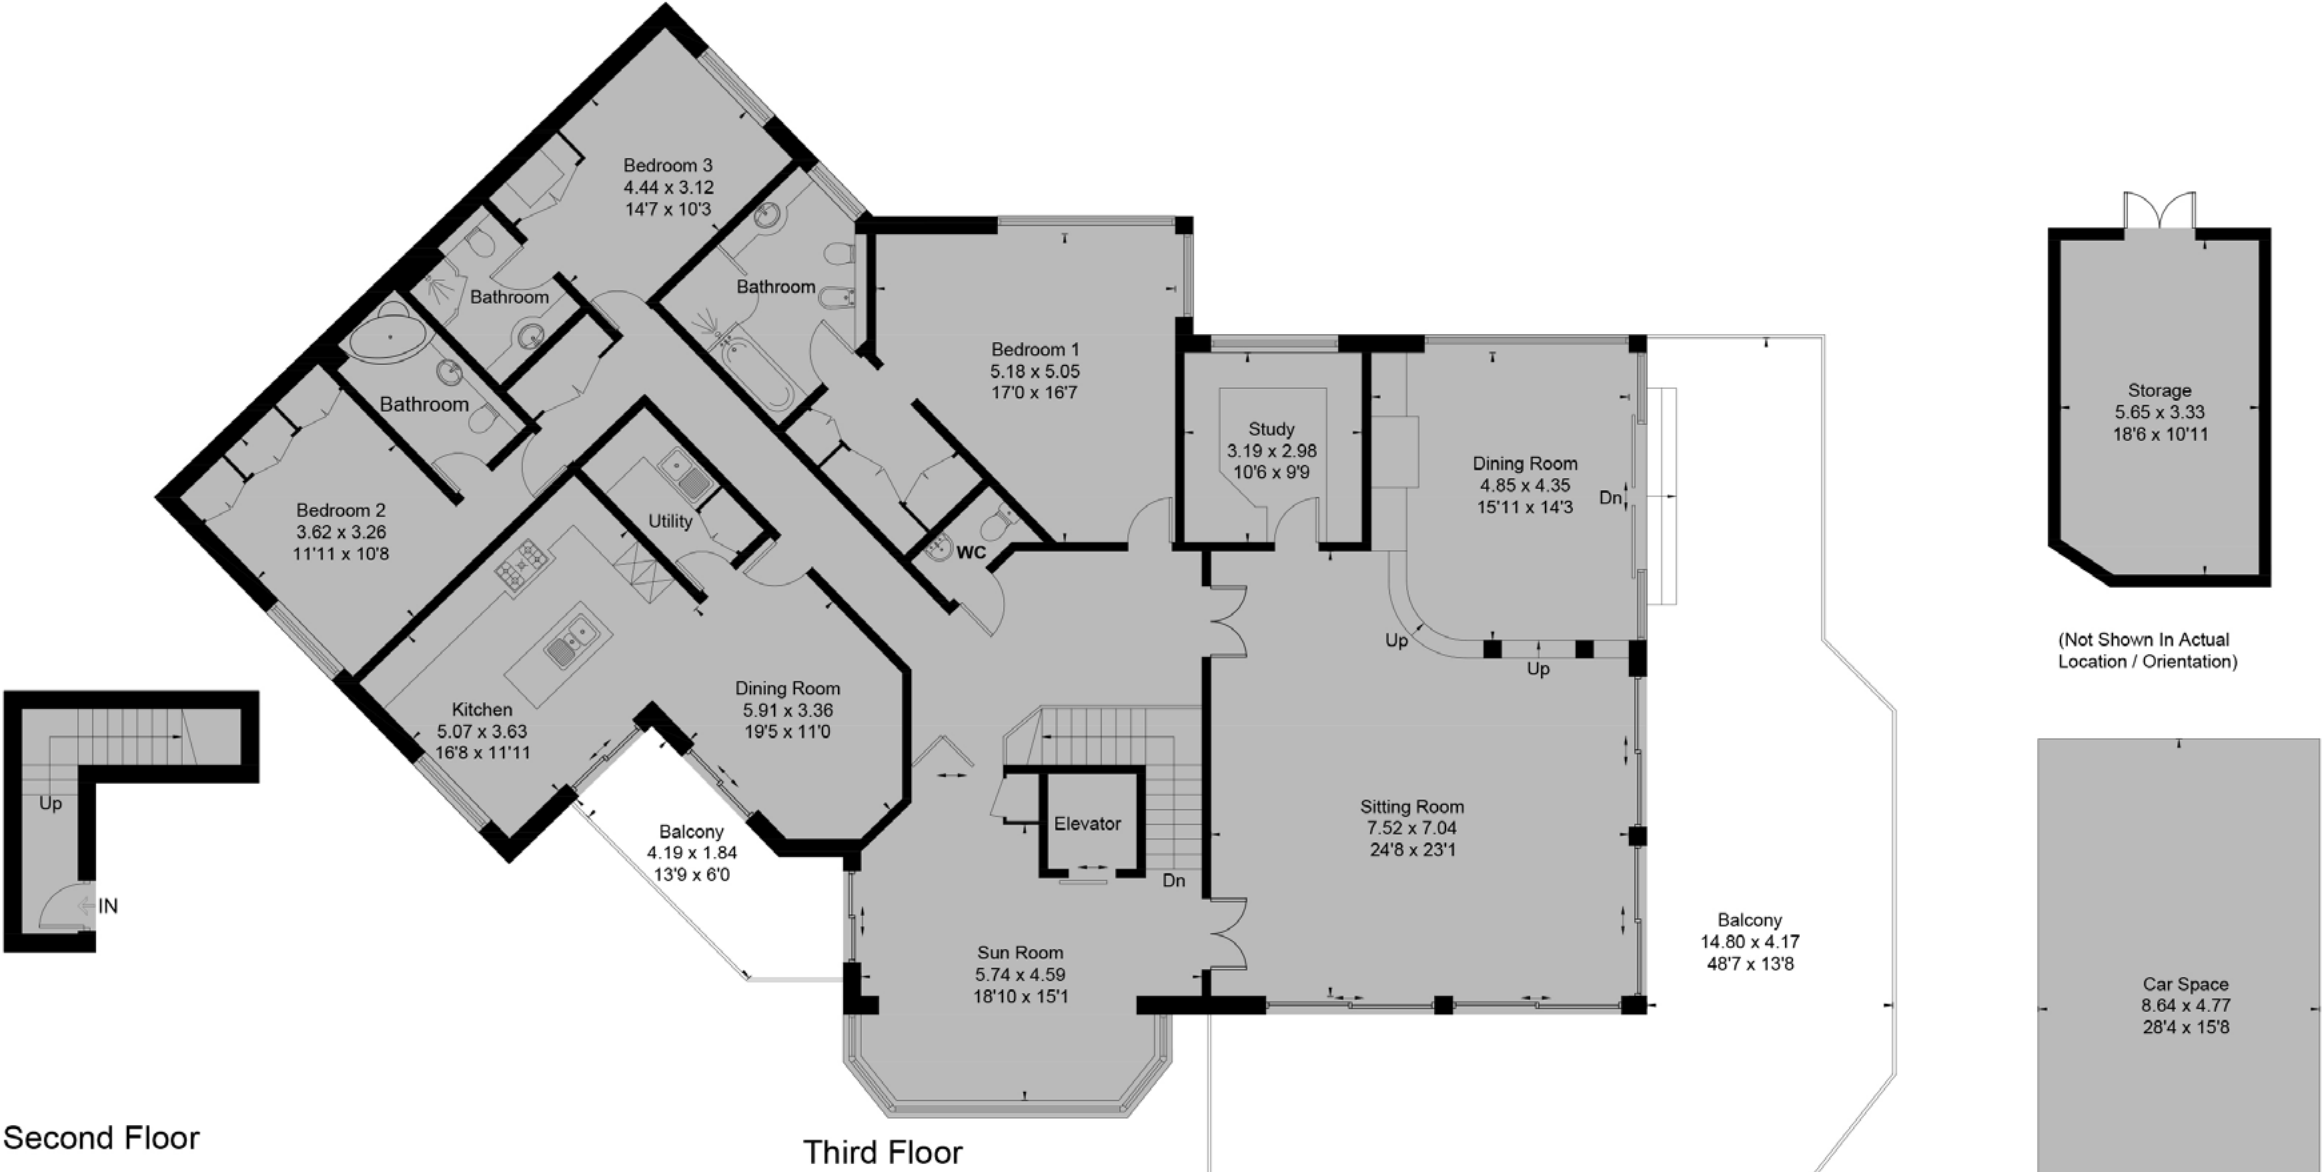 Bedroom 3
4.44 x 3.12
14'7 x 10'3
Bathroom
Bathroom
Bathroom
Bedroom 1
5.18 x 5.05
17'0 x 16'7
Bedroom 2
3.62 x 3.26
11'11 x 10'8
Utility
WC
Study
3.19 x 2.98
10'6 x 9'9
Dining Room
4.85 x 4.35
15'11 x 14'3
Dn
Up
Up
Kitchen
5.07 x 3.63
16'8 x 11'11
Dining Room
5.91 x 3.36
19'5 x 11'0
Balcony
4.19 x 1.84
13'9 x 6'0
Elevator
Dn
Sitting Room
7.52 x 7.04
24'8 x 23'1
Sun Room
5.74 x 4.59
18'10 x 15'1
Balcony
14.80 x 4.17
48'7 x 13'8
Storage
5.65 x 3.33
18'6 x 10'11
(Not Shown In Actual
Location / Orientation)
Car Space
8.64 x 4.77
28'4 x 15'8
Up
IN
Second Floor
Third Floor